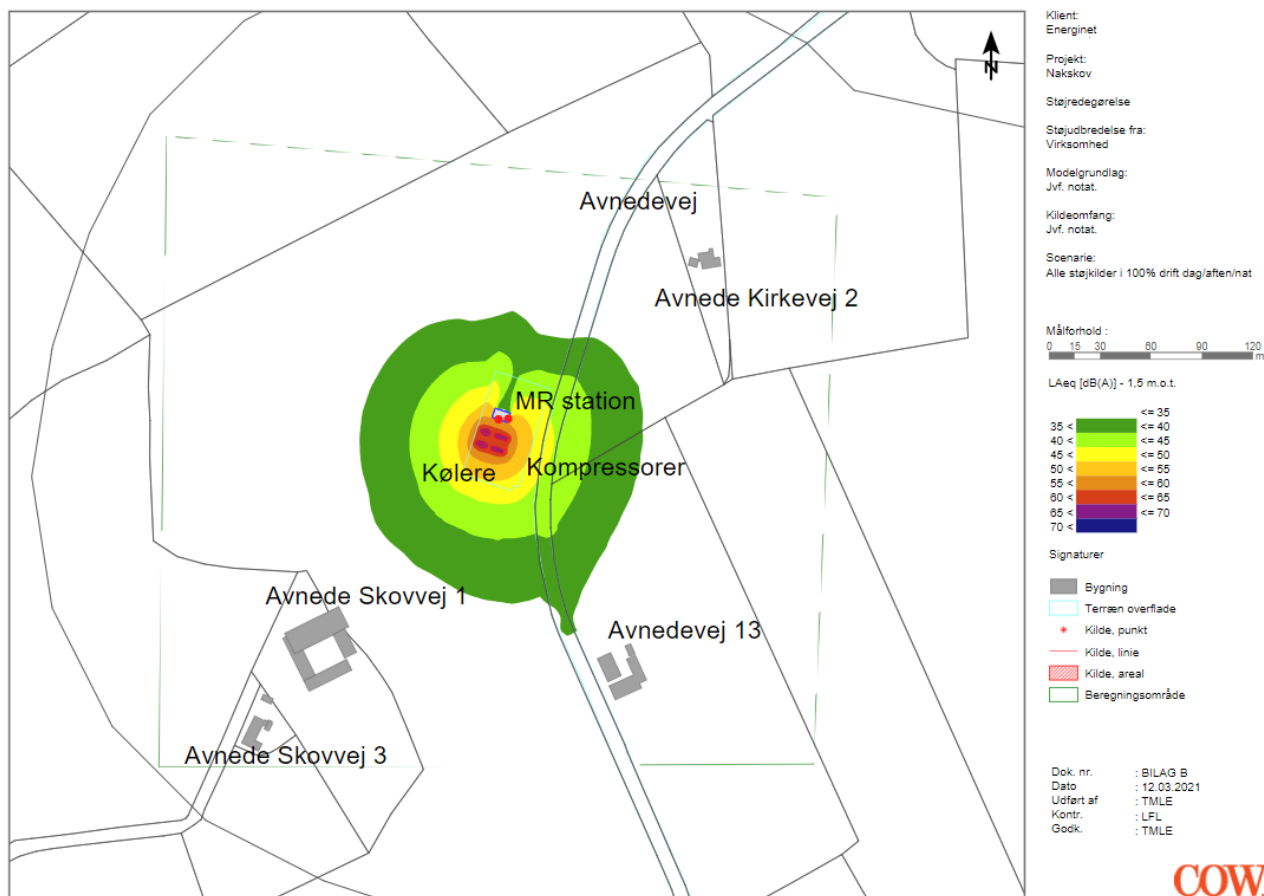 Avnedevej
Avnede Kirkevej 2
MR station
Kølere
Kompressorer
Avnede Skovvej 1
Avnedevej 13
Avnede Skovvej 3
N
Klient:
Energinet
Projekt:
Nakskov
Støjredegørelse
Støjudbredelse fra:
Virksomhed
Modelgrundlag:
Jvf. notat.
Kildeomfang:
Jvf. notat.
Scenarie:
Alle støjkilder i 100% drift dag/aften/nat
Målforhold :
0 15 30 60 90 120
m
LAeq [dB(A)] - 1,5 m.o.t.
<= 35
35 < <= 40
40 < <= 45
45 < <= 50
50 < <= 55
55 < <= 60
60 < <= 65
65 < <= 70
70 <
Signaturer
Bygning
Terræn overflade
Kilde, punkt
Kilde, linie
Kilde, areal
Beregningsområde
Dok. nr. : BILAG B
Dato : 12.03.2021
Udført af : TMLE
Kontr. : LFL
Godk. : TMLE
COW